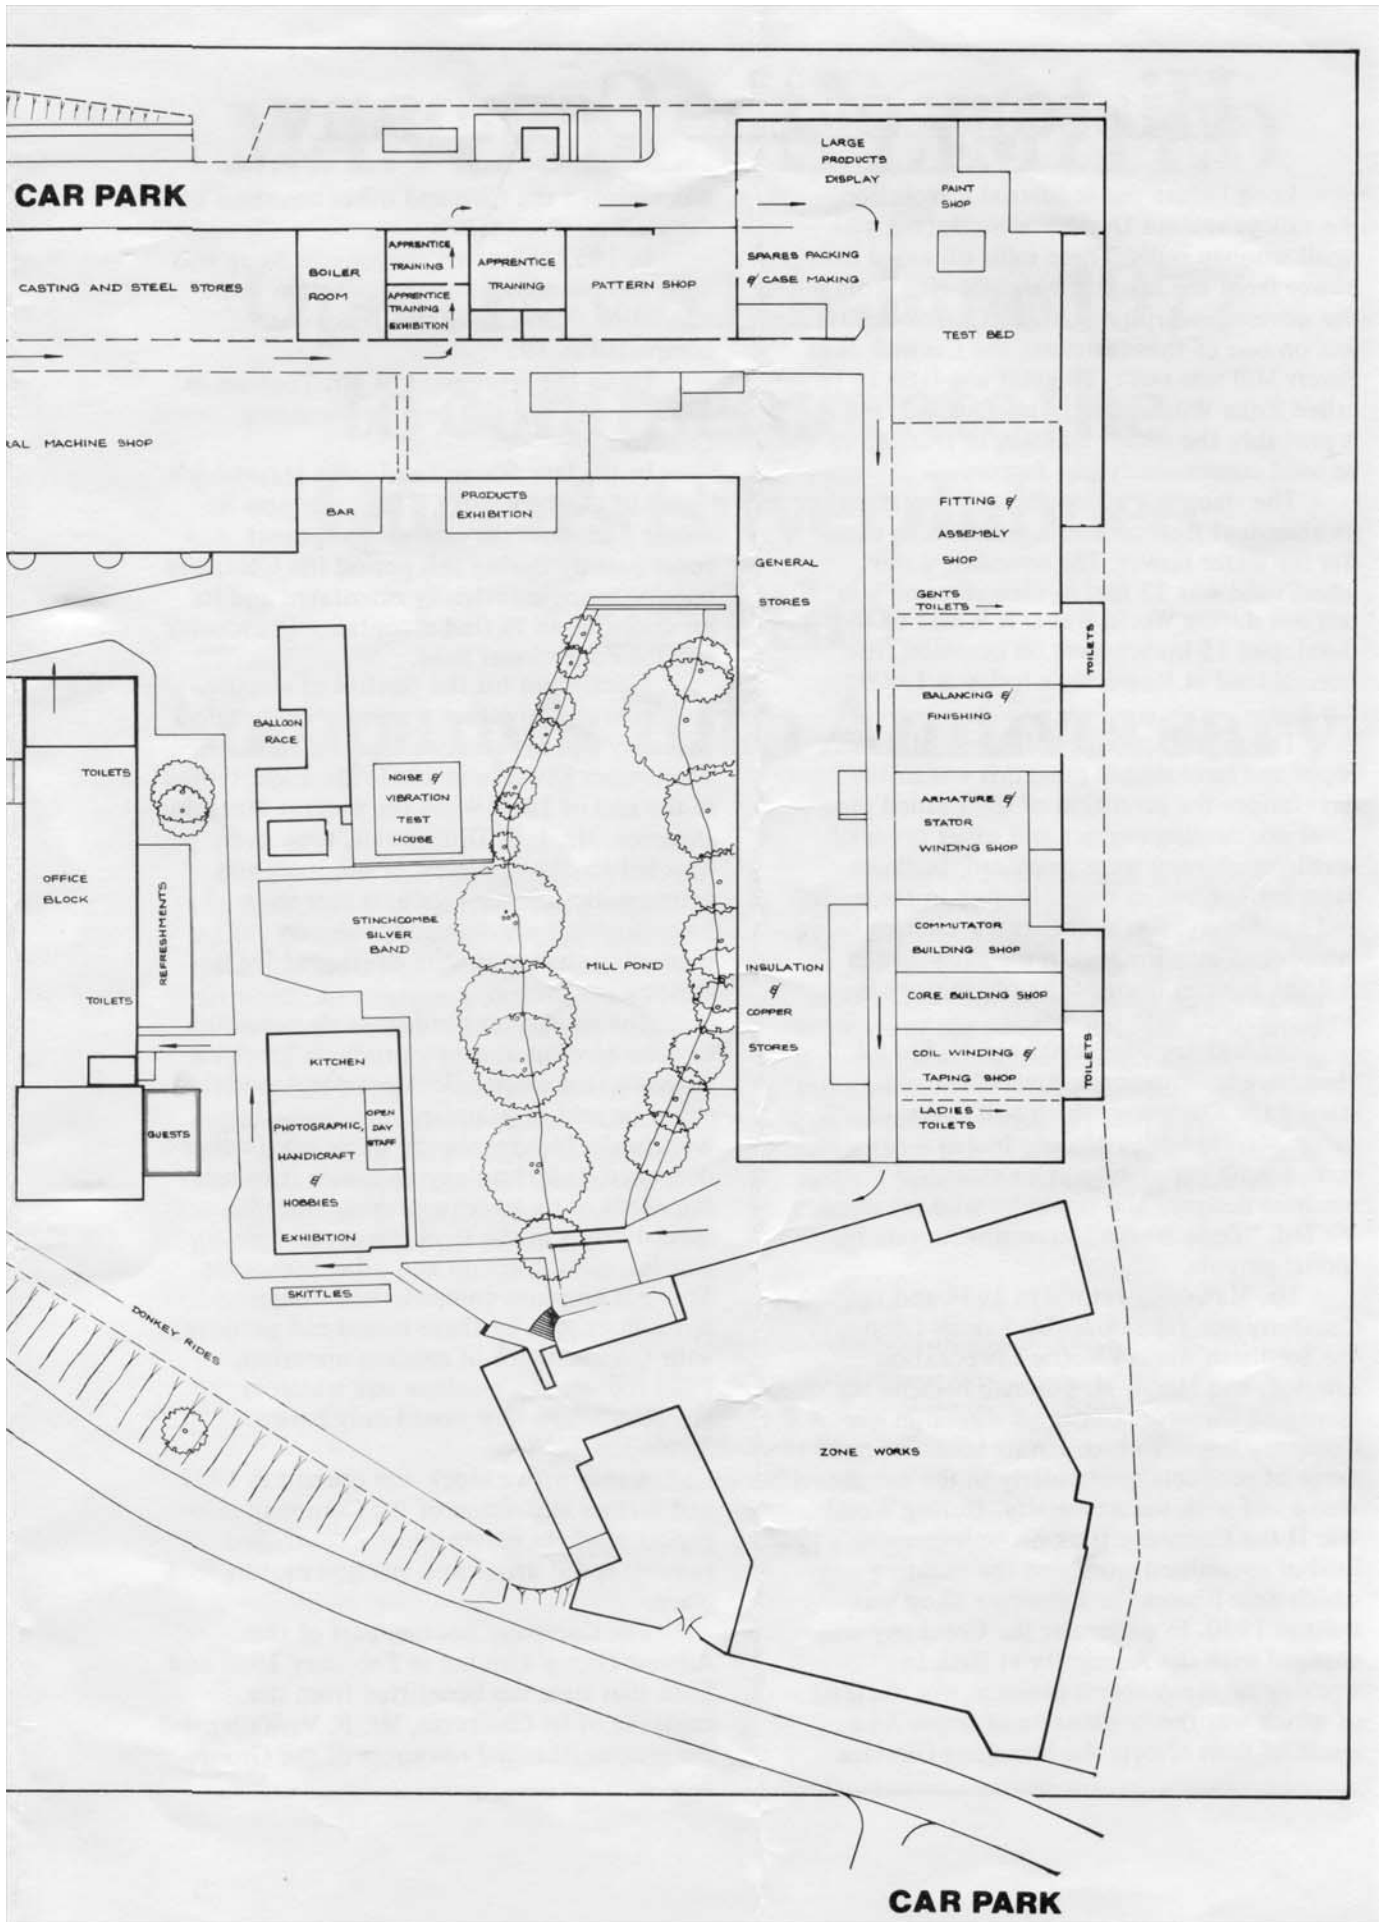 CAR PARK
LARGE
PRODUCTS
DISPLAY
PAINT
SHOP
CASTING AND STEEL STORES
BOILER
ROOM
APPRENTICE
TRAINING
APPRENTICE
TRAINING
EXHIBITION
APPRENTICE
TRAINING
PATTERN SHOP
SPARES PACKING
& CASE MAKING
TEST BED
RAL MACHINE SHOP
BAR
PRODUCTS
EXHIBITION
GENERAL
STORES
FITTING &
ASSEMBLY
SHOP
GENTS
TOILETS
TOILETS
BALANCING &
FINISHING
BALLOON
RACE
NOISE &
VIBRATION
TEST
HOUSE
TOILETS
ARMATURE &
STATOR
WINDING SHOP
OFFICE
BLOCK
REFRESHMENTS
STINCHCOMBE
SILVER
BAND
MILL POND
INSULATION
&
COPPER
STORES
COMMUTATOR
BUILDING SHOP
CORE BUILDING SHOP
TOILETS
COIL WINDING &
TAPING SHOP
TOILETS
LADIES
TOILETS
KITCHEN
GUESTS
PHOTOGRAPHIC,
HANDICRAFT
&
HOBBIES
EXHIBITION
OPEN
DAY
STAFF
SKITTLES
DONKEY RIDES
ZONE WORKS
CAR PARK